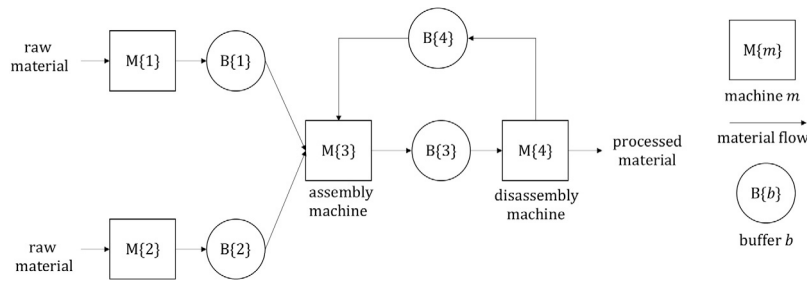 raw
material
M{1}
B{1}
B{4}
M{3}
assembly
machine
B{3}
M{4}
disassembly
machine
processed
material
raw
material
M{2}
B{2}
M{m}
machine m
material flow
B{b}
buffer b